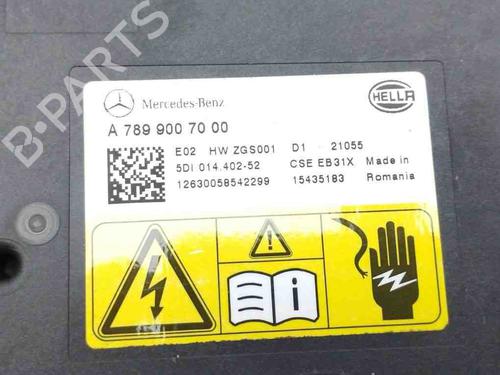 B-PARTS
Mercedes-Benz
HELLA
A 789 900 70 00
E02 HW ZGS001 D1 21055
5DI 014.402-52 CSE EB31X Made in
12630058542299 15435183 Romania